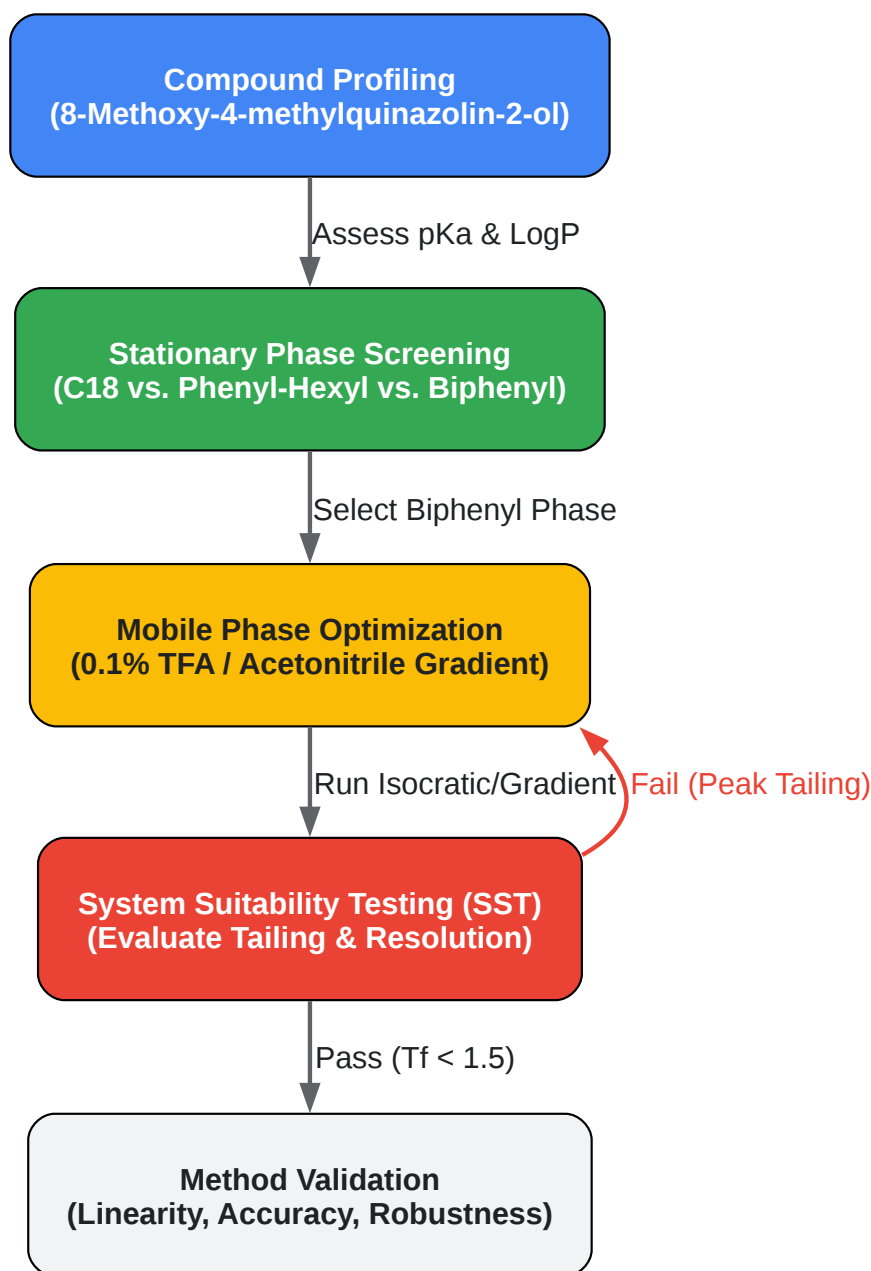 Compound Profiling
(8-Methoxy-4-methylquinazolin-2-ol)
Assess pKa & LogP
Stationary Phase Screening
(C18 vs. Phenyl-Hexyl vs. Biphenyl)
Select Biphenyl Phase
Mobile Phase Optimization
(0.1% TFA / Acetonitrile Gradient)
Run Isocratic/Gradient
Fail (Peak Tailing)
System Suitability Testing (SST)
(Evaluate Tailing & Resolution)
Pass (Tf < 1.5)
Method Validation
(Linearity, Accuracy, Robustness)